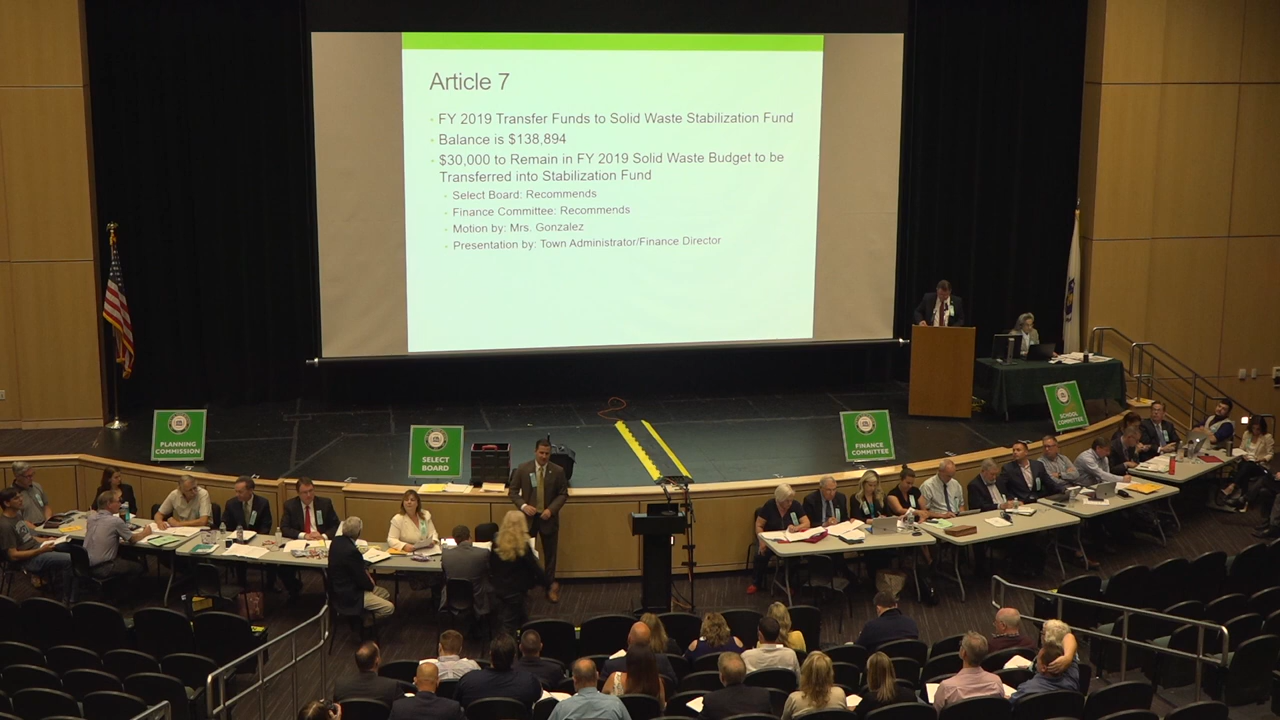 Article 7
• FY 2019 Transfer Funds to Solid Waste Stabilization Fund
• Balance is $138,894
• $30,000 to Remain in FY 2019 Solid Waste Budget to be
Transferred into Stabilization Fund
• Select Board: Recommends
• Finance Committee: Recommends
• Motion by: Mrs. Gonzalez
• Presentation by: Town Administrator/Finance Director
PLANNING
COMMISSION
SELECT
BOARD
FINANCE
COMMITTEE
SCHOOL
COMMITTEE